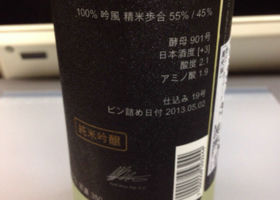 100% 吟風 精米歩合 55% / 45%
酵母 901号
日本酒度 [+3]
酸度 2.1
アミノ酸 1.9
仕込み 19号
ビン詰め日付 2013.05.02
純米吟醸